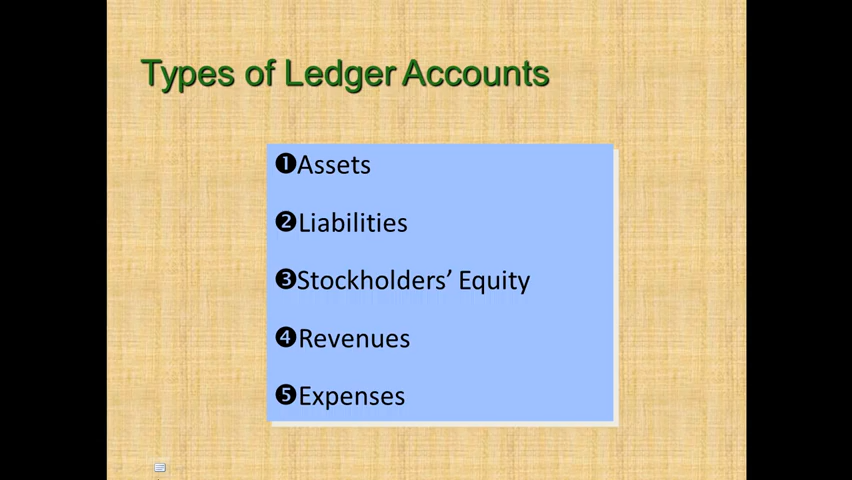 Types of Ledger Accounts
❶Assets
❷Liabilities
❸Stockholders’ Equity
❹Revenues
❺Expenses